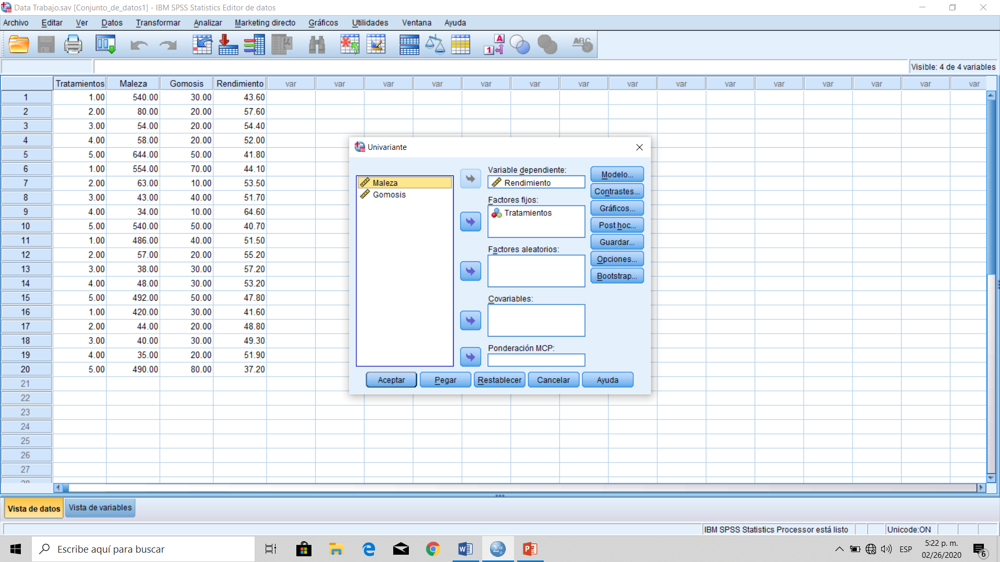 Data Trabajo.sav [Conjunto_de_datos1] - IBM SPSS Statistics Editor de datos
Archivo Editar Ver Datos Transformar Analizar Marketing directo Gráficos Utilidades Ventana Ayuda
Visible: 4 de 4 variables
Tratamientos Maleza Gomosis Rendimiento var var var var var var var var var var var var var var var
1 1.00 540.00 30.00 43.60
2 2.00 80.00 20.00 57.60
3 3.00 54.00 20.00 54.40
4 4.00 58.00 20.00 52.00
5 5.00 644.00 50.00 41.80
6 1.00 554.00 70.00 44.10
7 2.00 63.00 10.00 53.50
8 3.00 43.00 40.00 51.70
9 4.00 34.00 10.00 64.60
10 5.00 540.00 50.00 40.70
11 1.00 486.00 40.00 51.50
12 2.00 57.00 20.00 55.20
13 3.00 38.00 30.00 57.20
14 4.00 48.00 30.00 53.20
15 5.00 492.00 50.00 47.80
16 1.00 420.00 30.00 41.60
17 2.00 44.00 20.00 48.80
18 3.00 40.00 30.00 49.30
19 4.00 35.00 20.00 51.90
20 5.00 490.00 80.00 37.20
21
22
23
24
25
26
27
28
Univariante
Maleza
Gomosis
Variable dependiente:
Rendimiento
Factores fijos:
Tratamientos
Factores aleatorios:
Covariables:
Ponderación MCP:
Modelo...
Contrastes...
Gráficos...
Post hoc...
Guardar...
Opciones...
Bootstrap...
Aceptar Pegar Restablecer Cancelar Ayuda
Vista de datos Vista de variables
IBM SPSS Statistics Processor está listo Unicode:ON
Escribe aquí para buscar
ESP
5:22 p. m.
02/26/2020
6